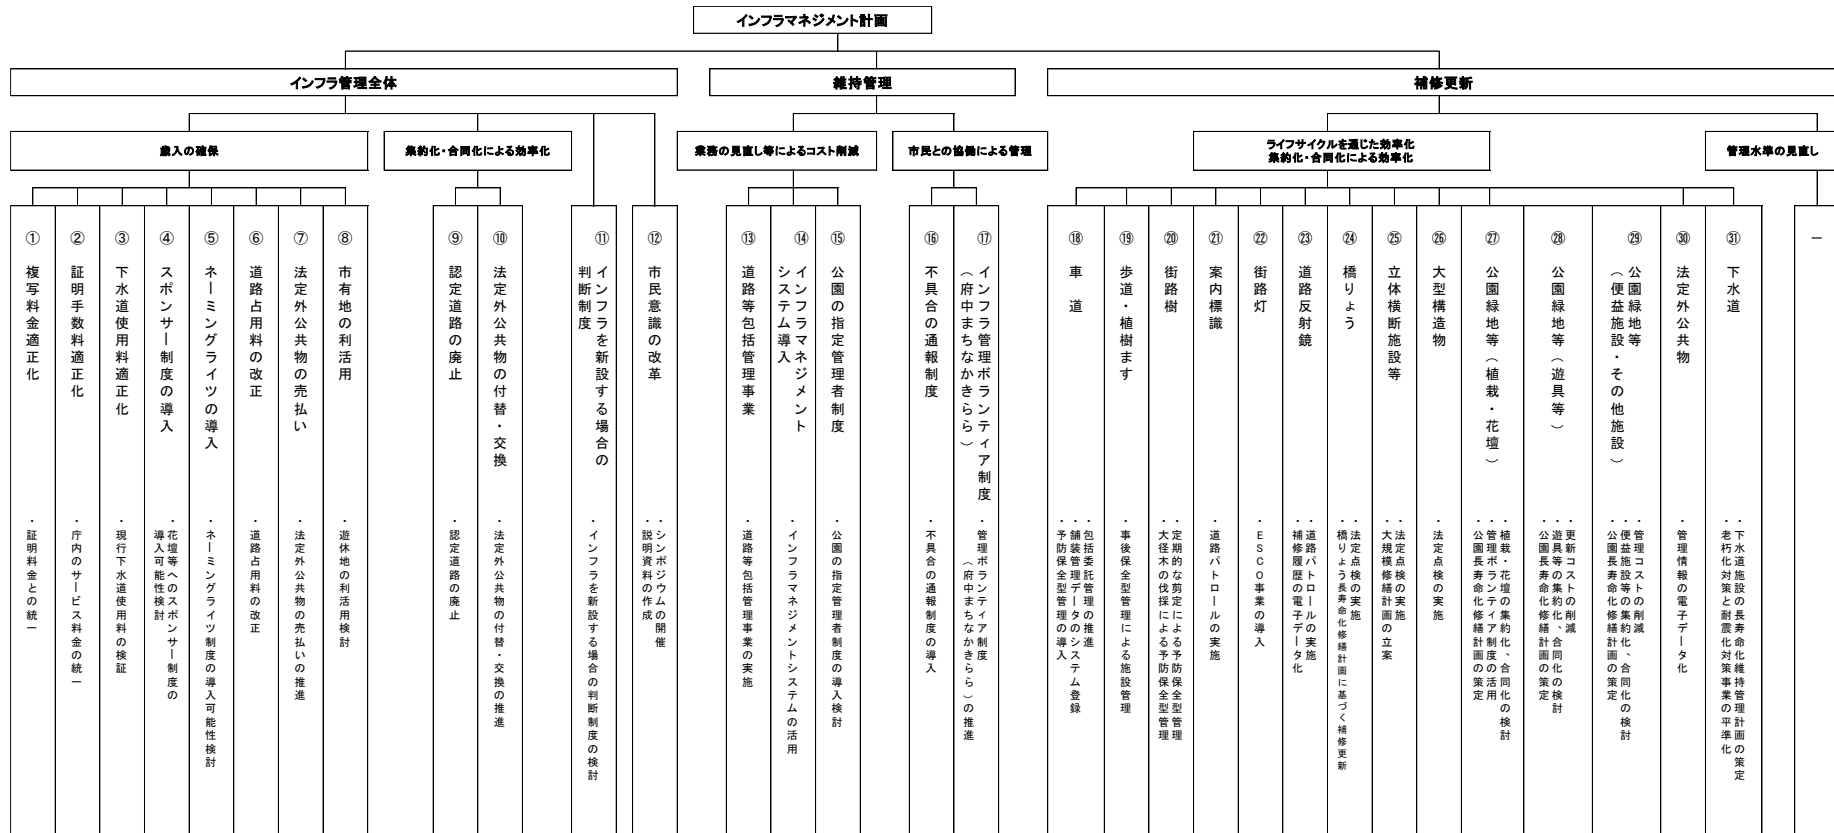 インフラマネジメント計画
インフラ管理全体
維持管理
補修更新
歳入の確保
集約化・合同化による効率化
業務の見直し等によるコスト削減
市民との協働による管理
ライフサイクルを通じた効率化
集約化・合同化による効率化
管理水準の見直し
①
複写料金適正化
・証明料金との統一
②
証明手数料適正化
・庁内のサービス料金の統一
③
下水道使用料適正化
・現行下水道使用料の検証
④
スポンサー制度の導入
・花壇等へのスポンサー制度の
導入可能性検討
⑤
ネーミングライツの導入
・ネーミングライツ制度の導入可能性検討
⑥
道路占用料の改正
・道路占用料の改正
⑦
法定外公共物の売払い
・法定外公共物の売払いの推進
⑧
市有地の利活用
・遊休地の利活用検討
⑨
認定道路の廃止
・認定道路の廃止
⑩
法定外公共物の付替・交換
・法定外公共物の付替・交換の推進
⑪
インフラを新設する場合の
判断制度
・インフラを新設する場合の判断制度の検討
⑫
市民意識の改革
・シンポジウムの開催
・説明資料の作成
⑬
道路等包括管理事業
・道路等包括管理事業の実施
⑭
インフラマネジメント
システム導入
・インフラマネジメントシステムの活用
⑮
公園の指定管理者制度
・公園の指定管理者制度の導入検討
⑯
不具合の通報制度
・不具合の通報制度の導入
⑰
インフラ管理ボランティア制度
（府中まちなかきらら）
・管理ボランティア制度
（府中まちなかきらら）の推進
⑱
車　道
・包括委託管理の推進
・舗装管理データのシステム登録
・予防保全型管理の導入
⑲
歩道・植樹ます
・事後保全型管理による施設管理
⑳
街路樹
・定期的な剪定による予防保全型管理
・大径木の伐採による予防保全型管理
㉑
案内標識
・道路パトロールの実施
㉒
街路灯
・ＥＳＣＯ事業の導入
㉓
道路反射鏡
・道路パトロールの実施
・補修履歴の電子データ化
㉔
橋りょう
・法定点検の実施
・橋りょう長寿命化修繕計画に基づく補修更新
㉕
立体横断施設等
・法定点検の実施
・大規模修繕計画の立案
㉖
大型構造物
・法定点検の実施
㉗
公園緑地等（植栽・花壇）
・植栽・花壇の集約化、合同化の検討
・管理ボランティア制度の活用
・公園長寿命化修繕計画の策定
㉘
公園緑地等（遊具等）
・更新コストの削減
・遊具等の集約化、合同化の検討
・公園長寿命化修繕計画の策定
㉙
公園緑地等
（便益施設・その他施設）
・管理コストの削減
・便益施設等の集約化、合同化の検討
・公園長寿命化修繕計画の策定
㉚
法定外公共物
・管理情報の電子データ化
㉛
下水道
・下水道施設の長寿命化維持管理計画の策定
・老朽化対策と耐震化対策事業の平準化
ー